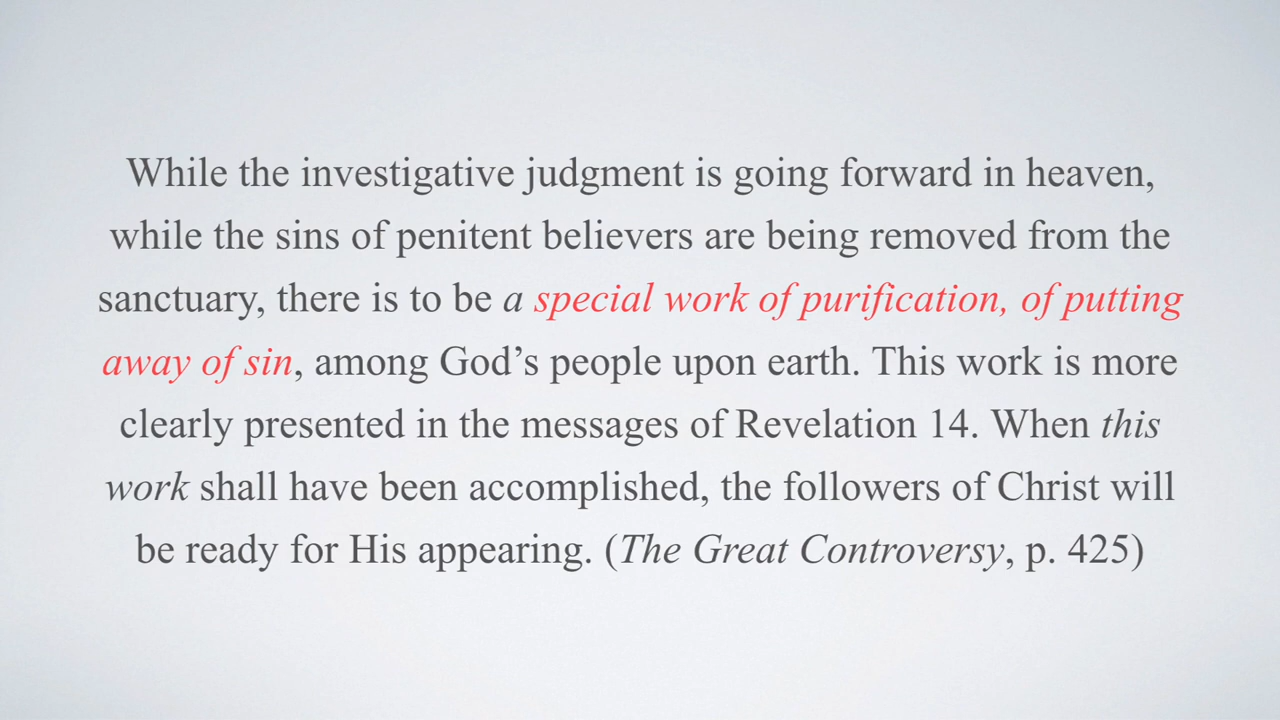 While the investigative judgment is going forward in heaven,
while the sins of penitent believers are being removed from the
sanctuary, there is to be a special work of purification, of putting
away of sin, among God’s people upon earth. This work is more
clearly presented in the messages of Revelation 14. When this
work shall have been accomplished, the followers of Christ will
be ready for His appearing. (The Great Controversy, p. 425)